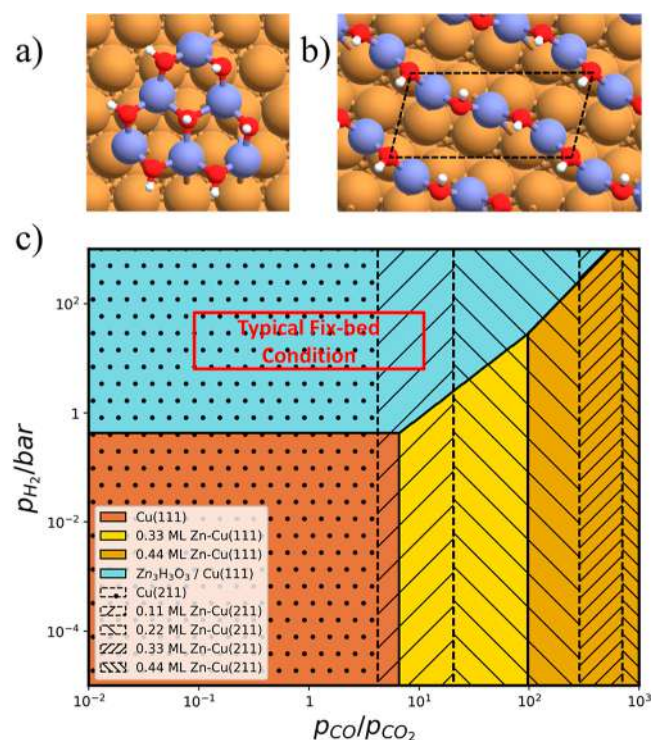 a)
b)
c)
Typical Fix-bed
Condition
p_H₂/bar
10²
1
10⁻²
10⁻⁴
Cu(111)
0.33 ML Zn-Cu(111)
0.44 ML Zn-Cu(111)
Zn₃H₃O₃ / Cu(111)
Cu(211)
0.11 ML Zn-Cu(211)
0.22 ML Zn-Cu(211)
0.33 ML Zn-Cu(211)
0.44 ML Zn-Cu(211)
10⁻² 10⁻¹ 1 10¹ 10² 10³
p_CO/p_CO₂